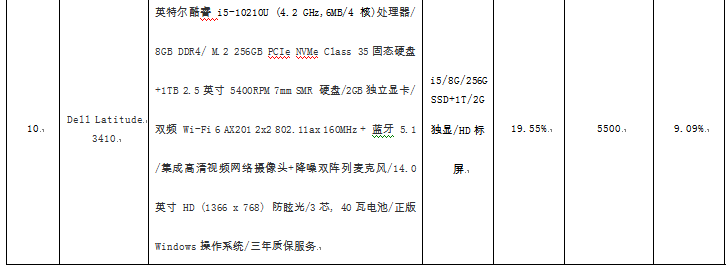 10.
Dell Latitude
3410.
英特尔酷睿 i5-10210U (4.2 GHz,6MB/4 核)处理器/
8GB DDR4/ M.2 256GB PCIe NVMe Class 35 固态硬盘
+1TB 2.5 英寸 5400RPM 7mm SMR 硬盘/2GB 独立显卡/
双频 Wi-Fi 6 AX201 2x2 802.11ax 160MHz + 蓝牙 5.1
/集成高清视频网络摄像头+降噪双阵列麦克风/14.0
英寸 HD (1366 x 768) 防眩光/3 芯, 40 瓦电池/正版
Windows 操作系统/三年质保服务.
i5/8G/256G
SSD+1T/2G
独显/HD 标
屏.
19.55%.
5500.
9.09%.